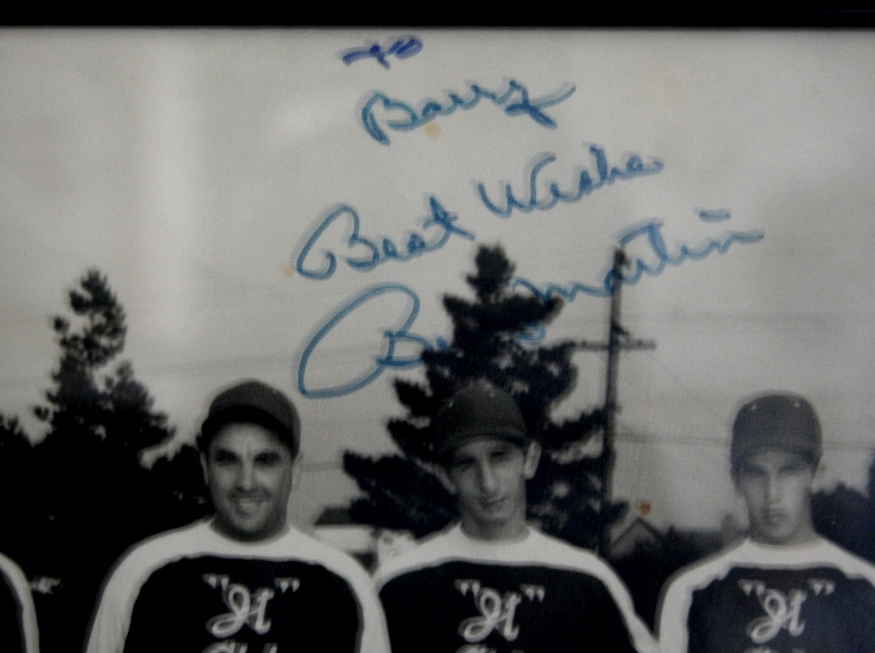 To
Barry
Best Wishes
Martin
"H" "H" "H"